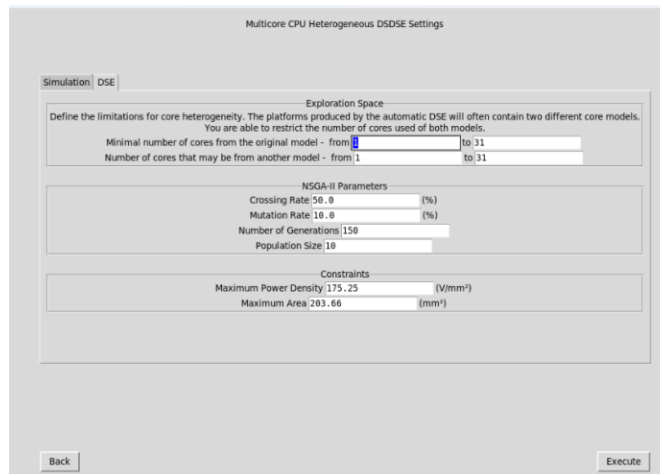 Multicore CPU Heterogeneous DSDSE Settings
Simulation DSE
Exploration Space
Define the limitations for core heterogeneity. The platforms produced by the automatic DSE will often contain two different core models.
You are able to restrict the number of cores used of both models.
Minimal number of cores from the original model - from 1 to 31
Number of cores that may be from another model - from 1 to 31
NSGA-II Parameters
Crossing Rate 50.0 (%)
Mutation Rate 10.0 (%)
Number of Generations 150
Population Size 10
Constraints
Maximum Power Density 175.25 (V/mm²)
Maximum Area 203.66 (mm²)
Back Execute